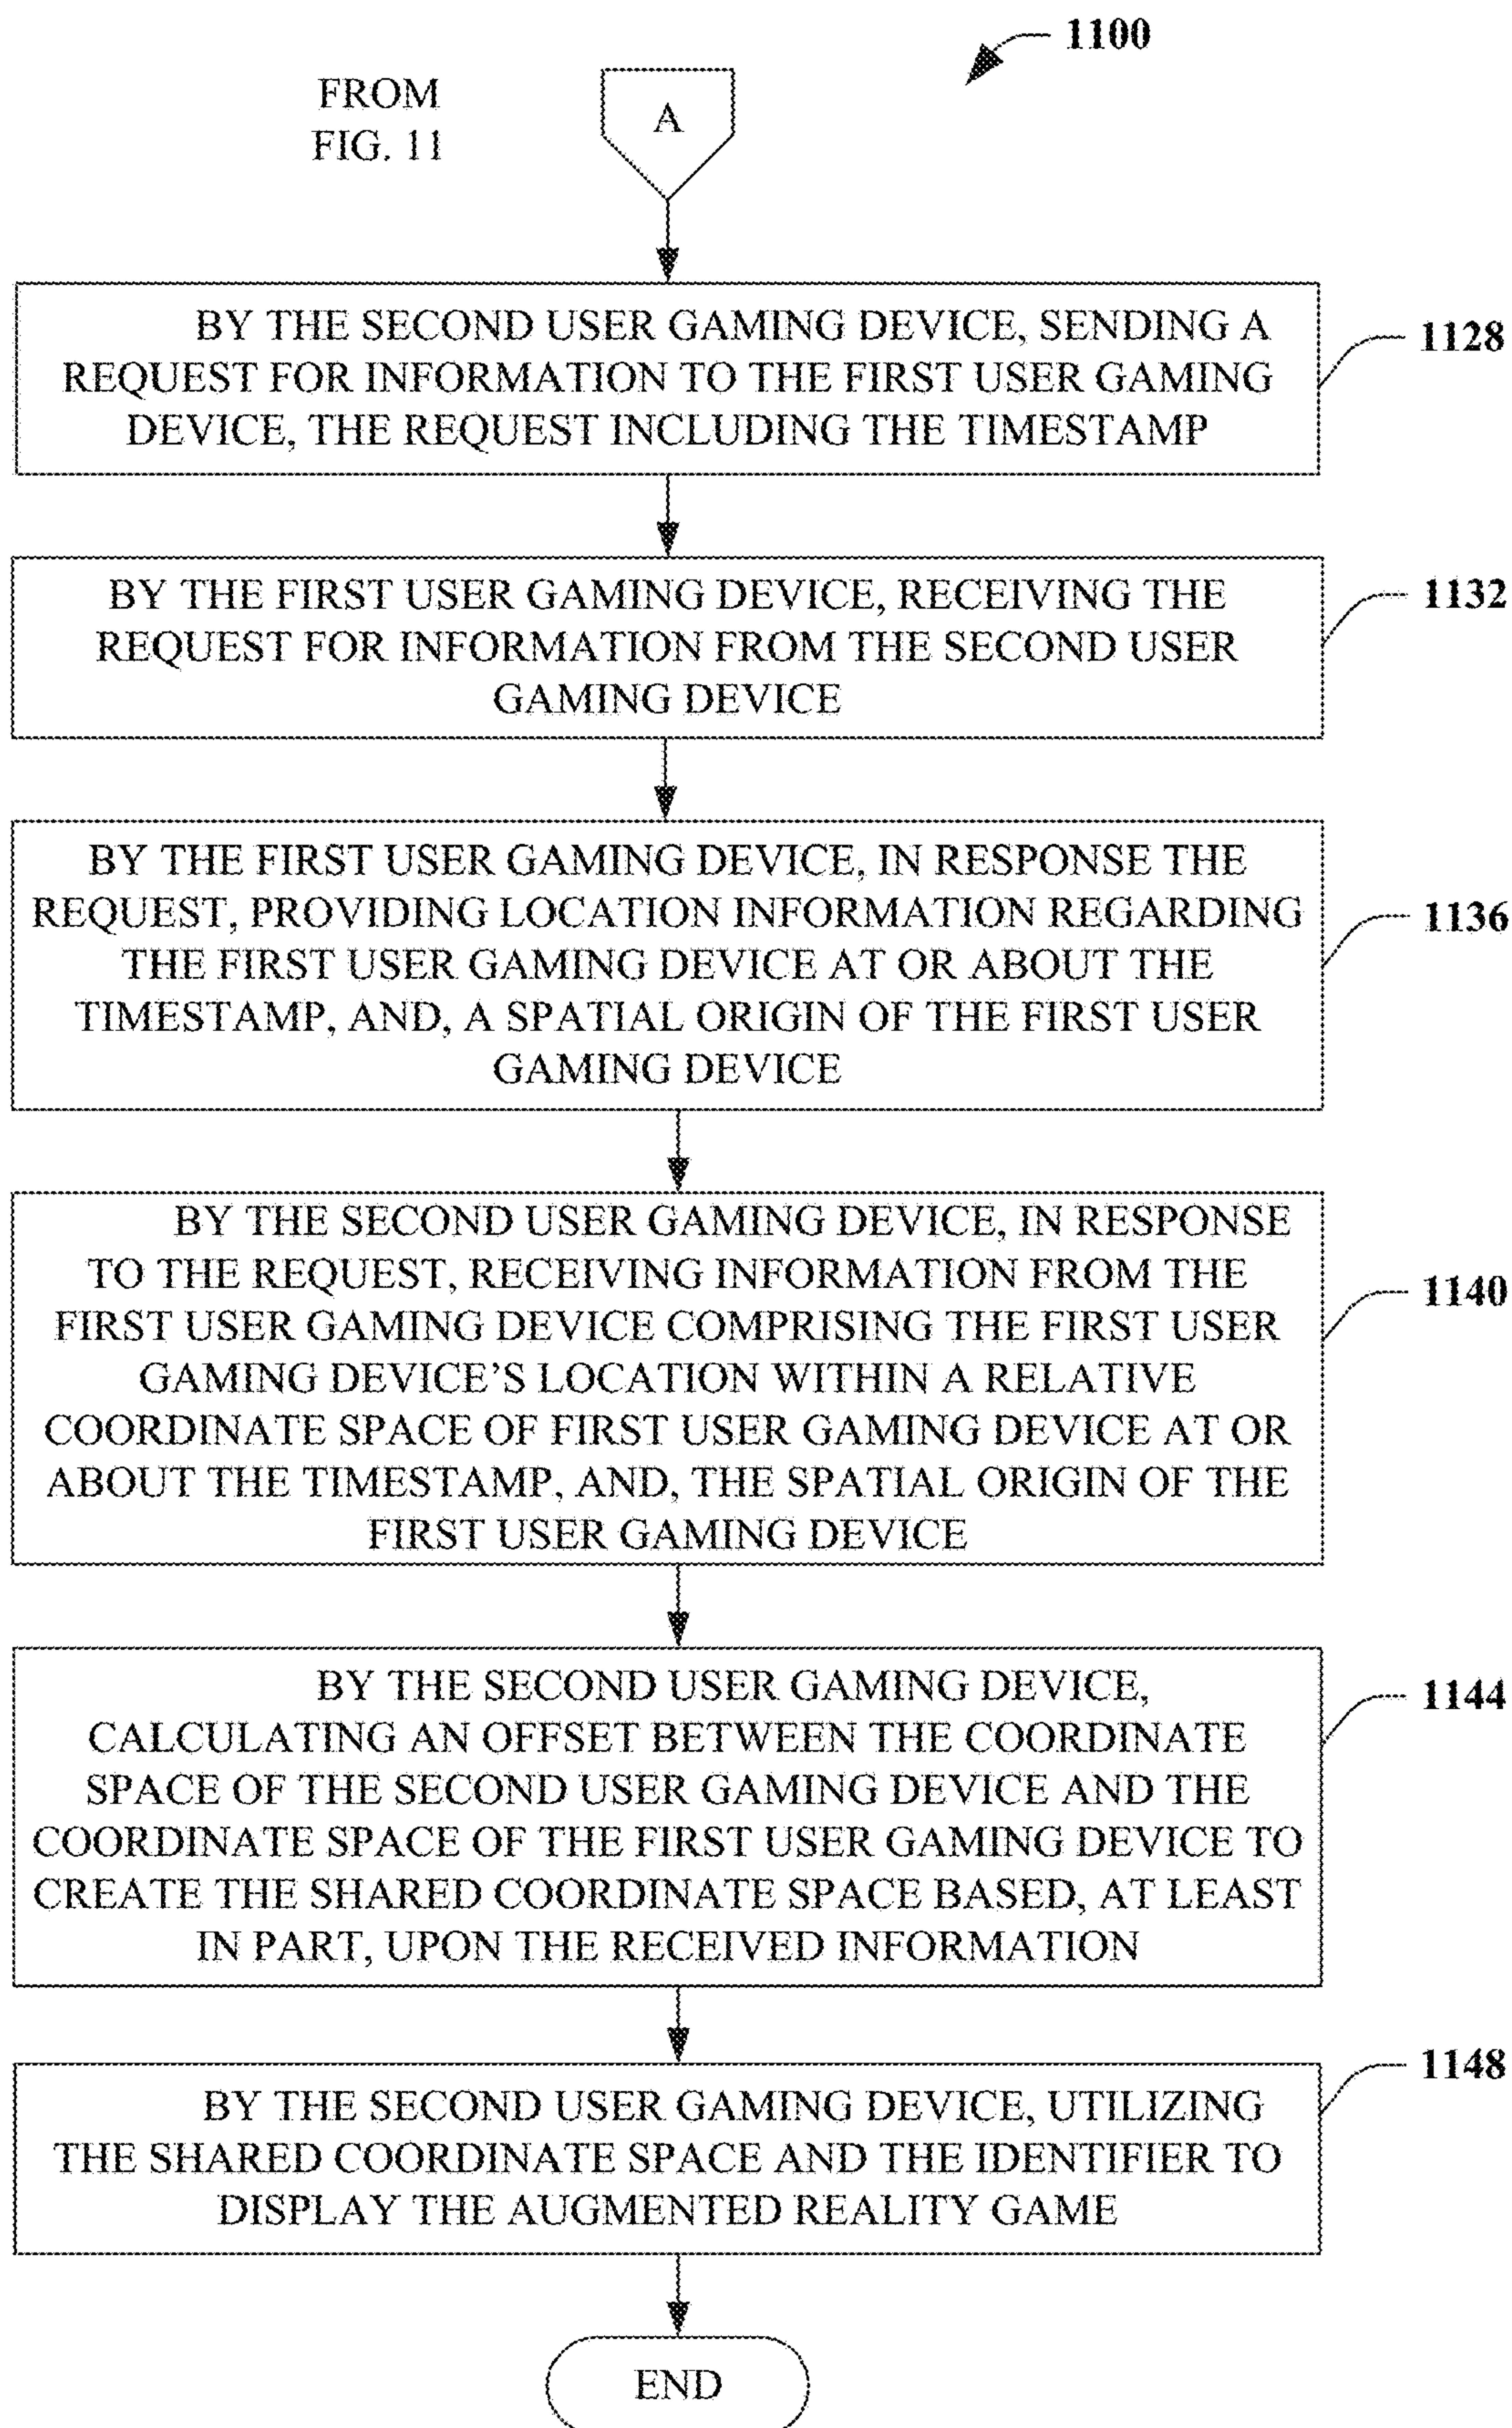 1100
FROM
FIG. 11
A
BY THE SECOND USER GAMING DEVICE, SENDING A
REQUEST FOR INFORMATION TO THE FIRST USER GAMING
DEVICE, THE REQUEST INCLUDING THE TIMESTAMP
1128
BY THE FIRST USER GAMING DEVICE, RECEIVING THE
REQUEST FOR INFORMATION FROM THE SECOND USER
GAMING DEVICE
1132
BY THE FIRST USER GAMING DEVICE, IN RESPONSE THE
REQUEST, PROVIDING LOCATION INFORMATION REGARDING
THE FIRST USER GAMING DEVICE AT OR ABOUT THE
TIMESTAMP, AND, A SPATIAL ORIGIN OF THE FIRST USER
GAMING DEVICE
1136
BY THE SECOND USER GAMING DEVICE, IN RESPONSE
TO THE REQUEST, RECEIVING INFORMATION FROM THE
FIRST USER GAMING DEVICE COMPRISING THE FIRST USER
GAMING DEVICE'S LOCATION WITHIN A RELATIVE
COORDINATE SPACE OF FIRST USER GAMING DEVICE AT OR
ABOUT THE TIMESTAMP, AND, THE SPATIAL ORIGIN OF THE
FIRST USER GAMING DEVICE
1140
BY THE SECOND USER GAMING DEVICE,
CALCULATING AN OFFSET BETWEEN THE COORDINATE
SPACE OF THE SECOND USER GAMING DEVICE AND THE
COORDINATE SPACE OF THE FIRST USER GAMING DEVICE TO
CREATE THE SHARED COORDINATE SPACE BASED, AT LEAST
IN PART, UPON THE RECEIVED INFORMATION
1144
BY THE SECOND USER GAMING DEVICE, UTILIZING
THE SHARED COORDINATE SPACE AND THE IDENTIFIER TO
DISPLAY THE AUGMENTED REALITY GAME
1148
END